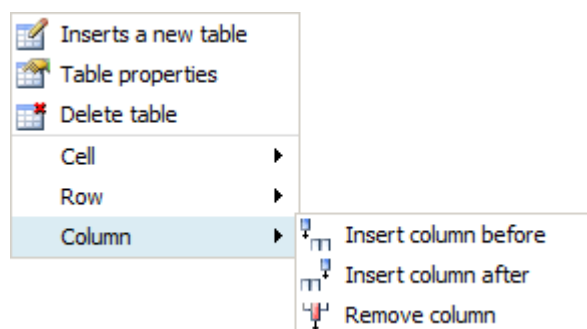 Inserts a new table
Table properties
Delete table
Cell
Row
Column
Insert column before
Insert column after
Remove column